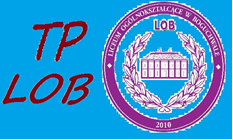 TP
LOB
LICEUM OGÓLNOKSZTAŁCĄCE W BOGUCHWALE
LOB
2010